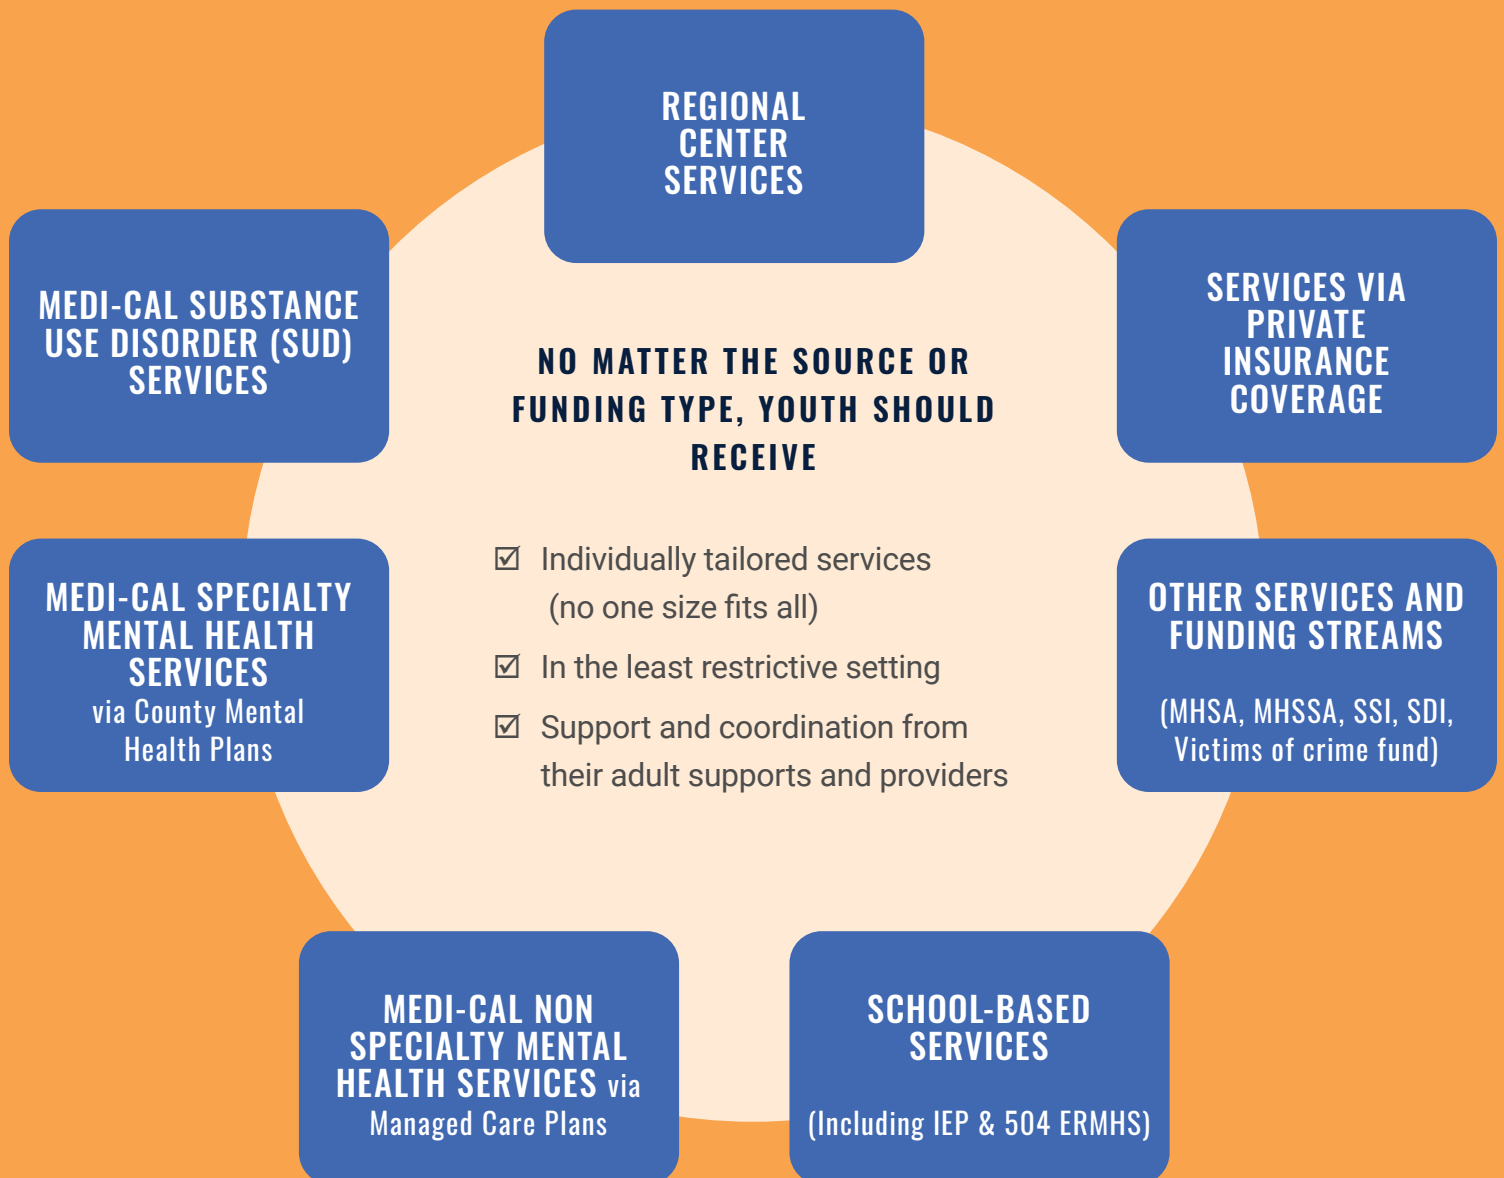 REGIONAL
CENTER
SERVICES
MEDI-CAL SUBSTANCE
USE DISORDER (SUD)
SERVICES
SERVICES VIA
PRIVATE
INSURANCE
COVERAGE
NO MATTER THE SOURCE OR
FUNDING TYPE, YOUTH SHOULD
RECEIVE
Individually tailored services
(no one size fits all)
In the least restrictive setting
Support and coordination from
their adult supports and providers
MEDI-CAL SPECIALTY
MENTAL HEALTH
SERVICES
via County Mental
Health Plans
OTHER SERVICES AND
FUNDING STREAMS
(MHSA, MHSSA, SSI, SDI,
Victims of crime fund)
MEDI-CAL NON
SPECIALTY MENTAL
HEALTH SERVICES via
Managed Care Plans
SCHOOL-BASED
SERVICES
(Including IEP & 504 ERMHS)